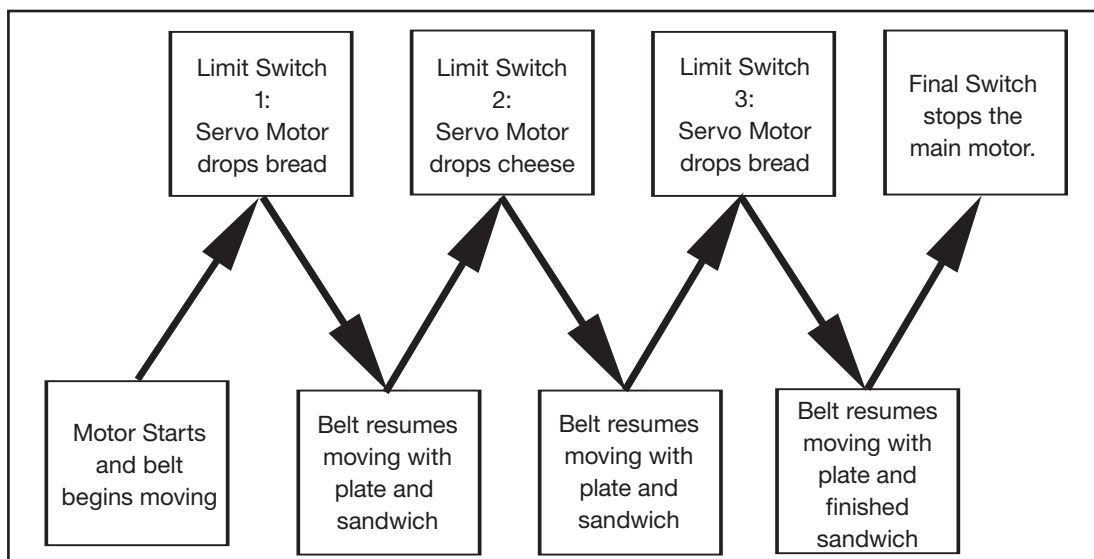 Limit Switch
1:
Servo Motor
drops bread
Limit Switch
2:
Servo Motor
drops cheese
Limit Switch
3:
Servo Motor
drops bread
Final Switch
stops the
main motor.
Motor Starts
and belt
begins moving
Belt resumes
moving with
plate and
sandwich
Belt resumes
moving with
plate and
sandwich
Belt resumes
moving with
plate and
finished
sandwich